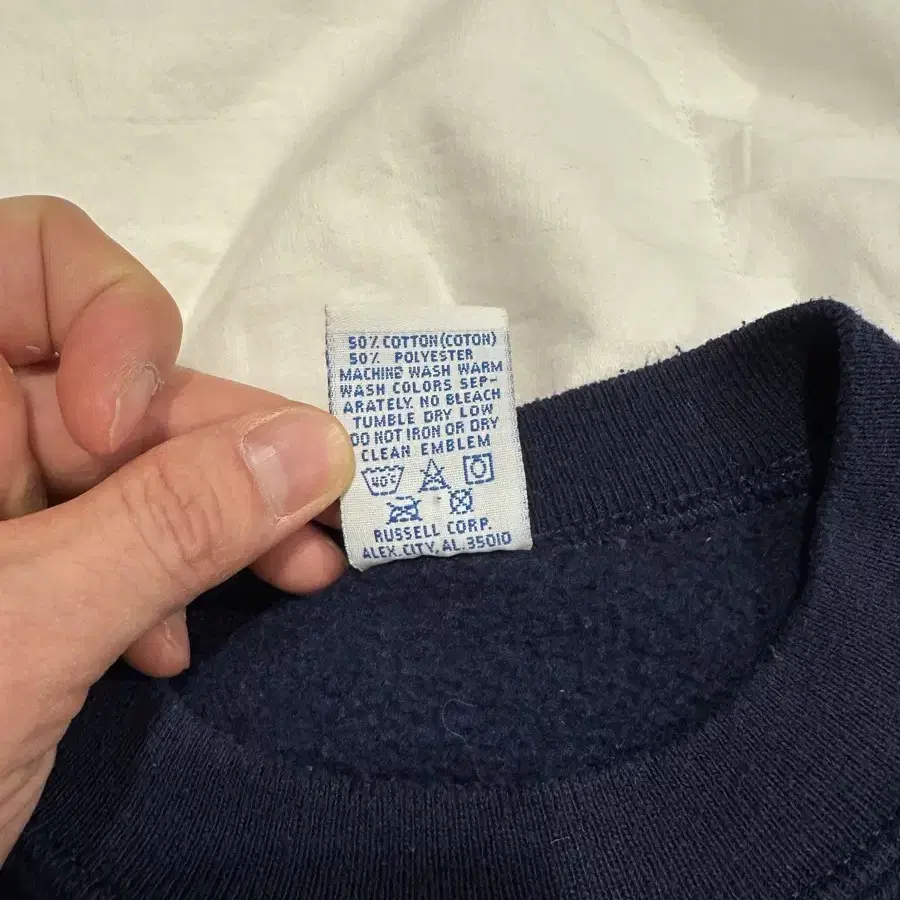 50% COTTON(COTON)
50% POLYESTER
MACHINE WASH WARM
WASH COLORS SEP-
ARATELY. NO BLEACH
TUMBLE DRY LOW
DO NOT IRON OR DRY
CLEAN EMBLEM
40°C
RUSSELL CORP.
ALEX. CITY, AL. 35010